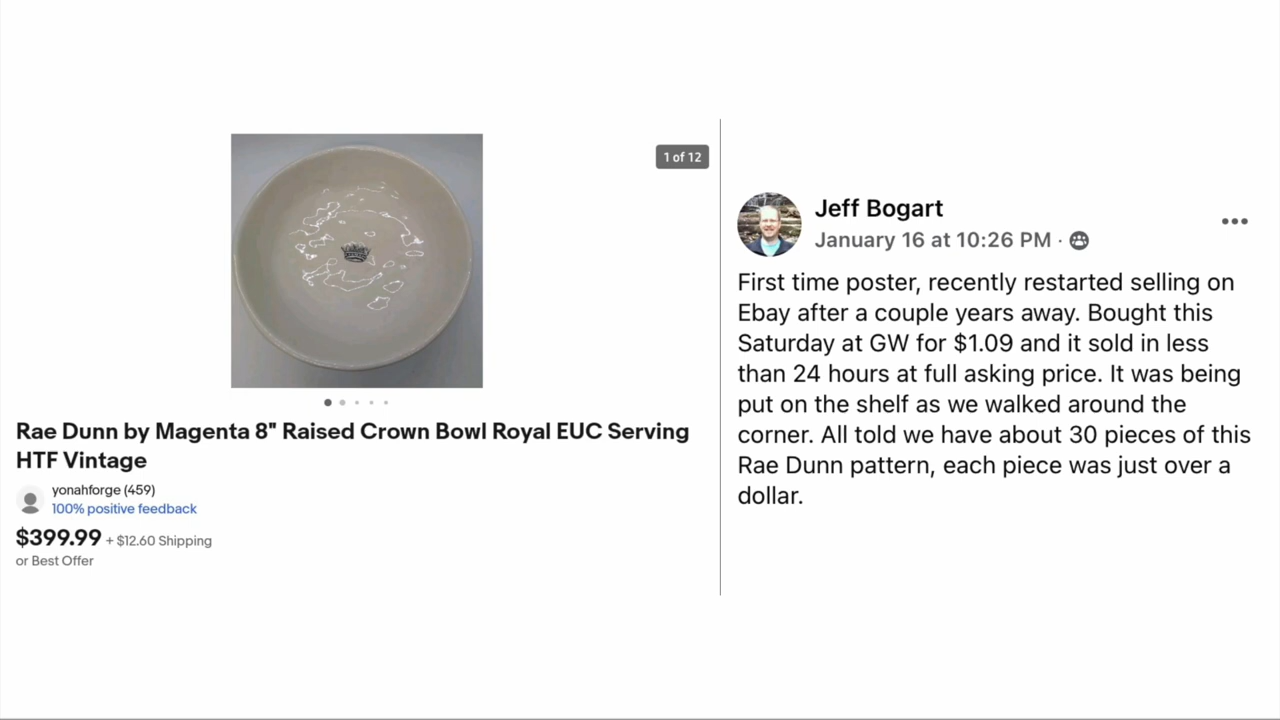 1 of 12
Rae Dunn by Magenta 8" Raised Crown Bowl Royal EUC Serving
HTF Vintage
yonahforge (459)
100% positive feedback
$399.99 + $12.60 Shipping
or Best Offer
Jeff Bogart
January 16 at 10:26 PM ·
First time poster, recently restarted selling on
Ebay after a couple years away. Bought this
Saturday at GW for $1.09 and it sold in less
than 24 hours at full asking price. It was being
put on the shelf as we walked around the
corner. All told we have about 30 pieces of this
Rae Dunn pattern, each piece was just over a
dollar.